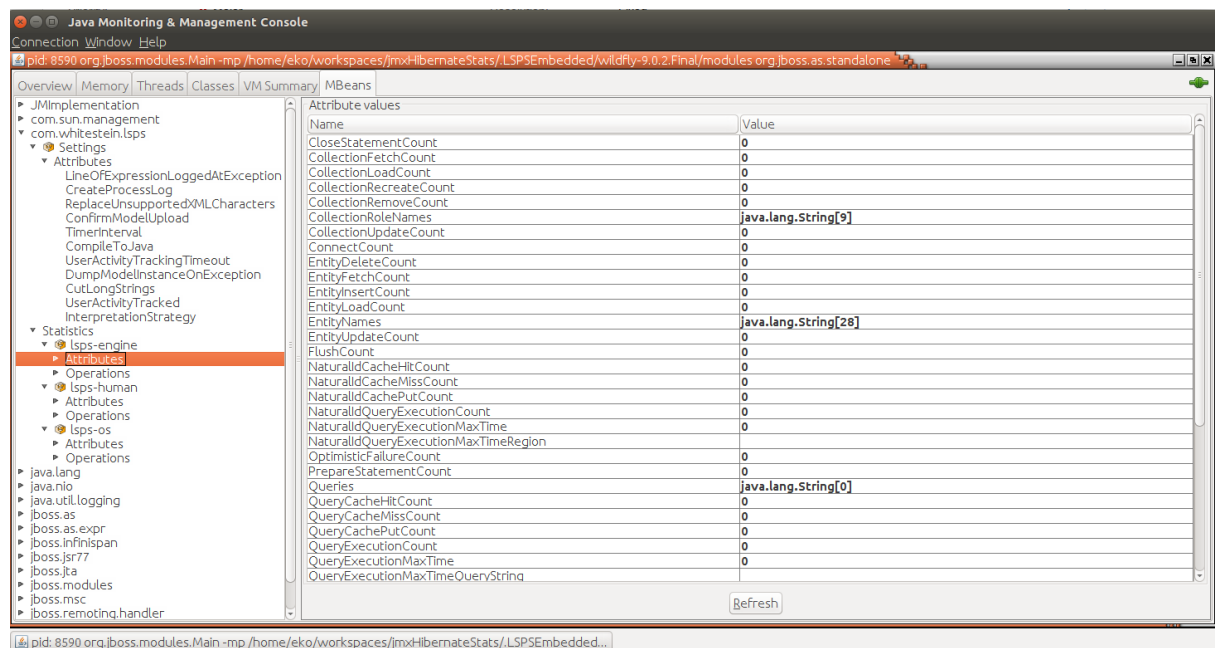 Java Monitoring & Management Console
Connection Window Help
pid: 8590 org.jboss.modules.Main -mp /home/eko/workspaces/jmxHibernateStats/.LSPSEmbedded/wildfly-9.0.2.Final/modules org.jboss.as.standalone
Overview Memory Threads Classes VM Summary MBeans
JMImplementation
com.sun.management
com.whitestein.lsps
Settings
Attributes
LineOfExpressionLoggedAtException
CreateProcessLog
ReplaceUnsupportedXMLCharacters
ConfirmModelUpload
TimerInterval
CompileToJava
UserActivityTrackingTimeout
DumpModelInstanceOnException
CutLongStrings
UserActivityTracked
InterpretationStrategy
Statistics
lsps-engine
Attributes
Operations
lsps-human
Attributes
Operations
lsps-os
Attributes
Operations
java.lang
java.nio
java.util.logging
jboss.as
jboss.as.expr
jboss.infinispan
jboss.jsr77
jboss.jta
jboss.modules
jboss.msc
jboss.remoting.handler
Attribute values
Name Value
CloseStatementCount 0
CollectionFetchCount 0
CollectionLoadCount 0
CollectionRecreateCount 0
CollectionRemoveCount 0
CollectionRoleNames java.lang.String[9]
CollectionUpdateCount 0
ConnectCount 0
EntityDeleteCount 0
EntityFetchCount 0
EntityInsertCount 0
EntityLoadCount 0
EntityNames java.lang.String[28]
EntityUpdateCount 0
FlushCount 0
NaturalIdCacheHitCount 0
NaturalIdCacheMissCount 0
NaturalIdCachePutCount 0
NaturalIdQueryExecutionCount 0
NaturalIdQueryExecutionMaxTime 0
NaturalIdQueryExecutionMaxTimeRegion
OptimisticFailureCount 0
PrepareStatementCount 0
Queries java.lang.String[0]
QueryCacheHitCount 0
QueryCacheMissCount 0
QueryCachePutCount 0
QueryExecutionCount 0
QueryExecutionMaxTime 0
QueryExecutionMaxTimeQueryString
Refresh
pid: 8590 org.jboss.modules.Main -mp /home/eko/workspaces/jmxHibernateStats/.LSPSEmbedded...